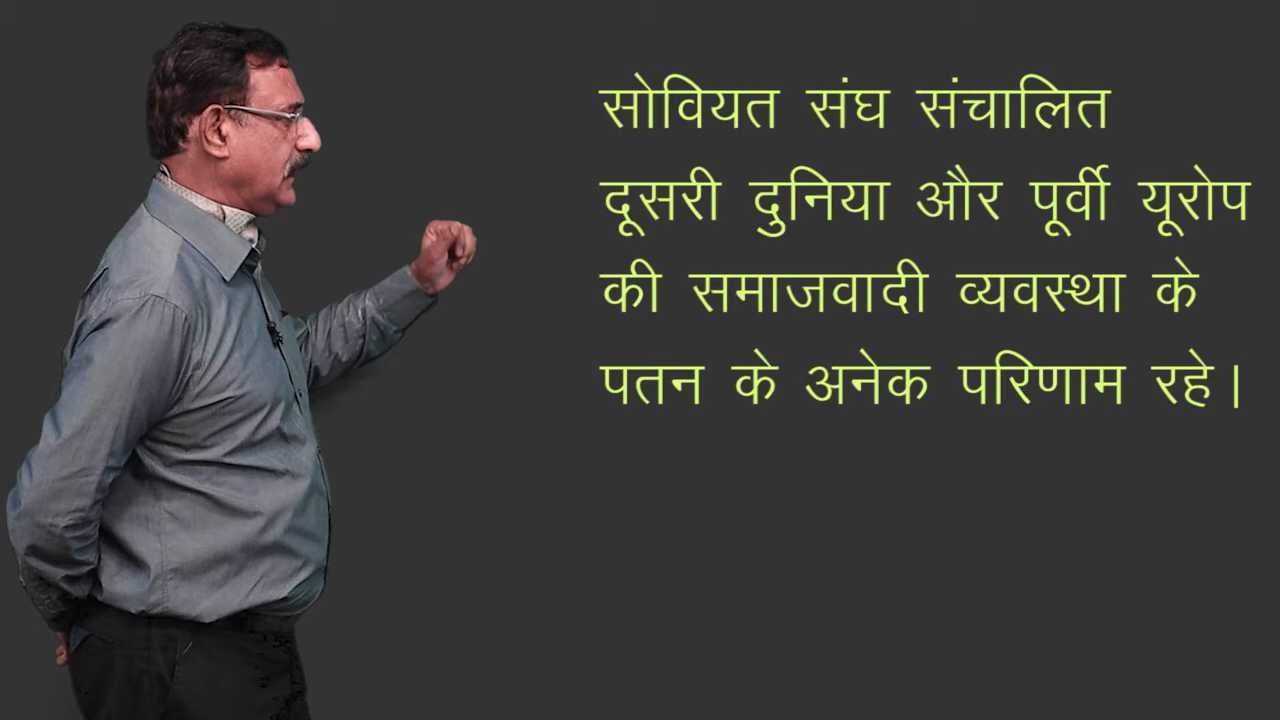 सोवियत संघ संचालित
दूसरी दुनिया और पूर्वी यूरोप
की समाजवादी व्यवस्था के
पतन के अनेक परिणाम रहे।